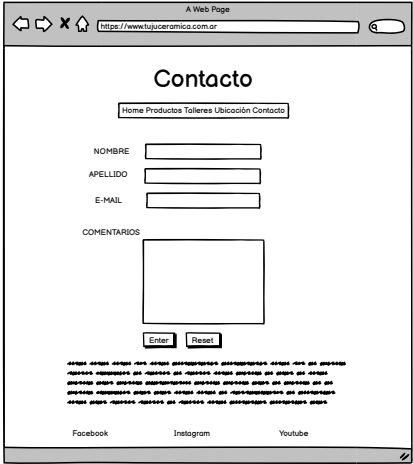 A Web Page
https://www.tujuceramica.com.ar
Contacto
Home Productos Talleres Ubicación Contacto
NOMBRE
APELLIDO
E-MAIL
COMENTARIOS
Enter Reset
Facebook Instagram Youtube